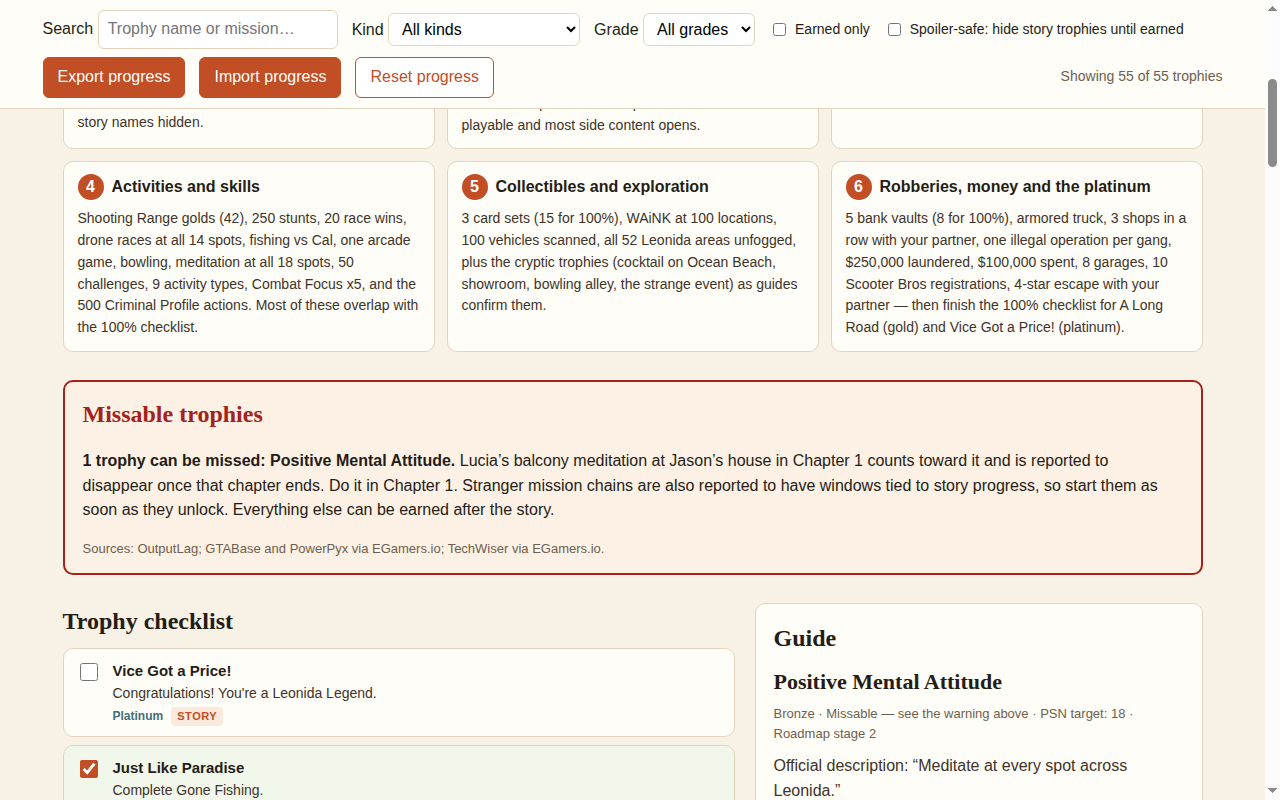 Search Trophy name or mission… Kind All kinds Grade All grades Earned only Spoiler-safe: hide story trophies until earned
Export progress Import progress Reset progress Showing 55 of 55 trophies
story names hidden.
playable and most side content opens.
4 Activities and skills
Shooting Range golds (42), 250 stunts, 20 race wins,
drone races at all 14 spots, fishing vs Cal, one arcade
game, bowling, meditation at all 18 spots, 50
challenges, 9 activity types, Combat Focus x5, and the
500 Criminal Profile actions. Most of these overlap with
the 100% checklist.
5 Collectibles and exploration
3 card sets (15 for 100%), WAiNK at 100 locations,
100 vehicles scanned, all 52 Leonida areas unfogged,
plus the cryptic trophies (cocktail on Ocean Beach,
showroom, bowling alley, the strange event) as guides
confirm them.
6 Robberies, money and the platinum
5 bank vaults (8 for 100%), armored truck, 3 shops in a
row with your partner, one illegal operation per gang,
$250,000 laundered, $100,000 spent, 8 garages, 10
Scooter Bros registrations, 4-star escape with your
partner — then finish the 100% checklist for A Long
Road (gold) and Vice Got a Price! (platinum).
Missable trophies
1 trophy can be missed: Positive Mental Attitude. Lucia’s balcony meditation at Jason’s house in Chapter 1 counts toward it and is reported to
disappear once that chapter ends. Do it in Chapter 1. Stranger mission chains are also reported to have windows tied to story progress, so start them as
soon as they unlock. Everything else can be earned after the story.
Sources: OutputLag; GTABase and PowerPyx via EGamers.io; TechWiser via EGamers.io.
Trophy checklist
Vice Got a Price!
Congratulations! You're a Leonida Legend.
Platinum STORY
Just Like Paradise
Complete Gone Fishing.
Guide
Positive Mental Attitude
Bronze · Missable — see the warning above · PSN target: 18 ·
Roadmap stage 2
Official description: “Meditate at every spot across
Leonida.”